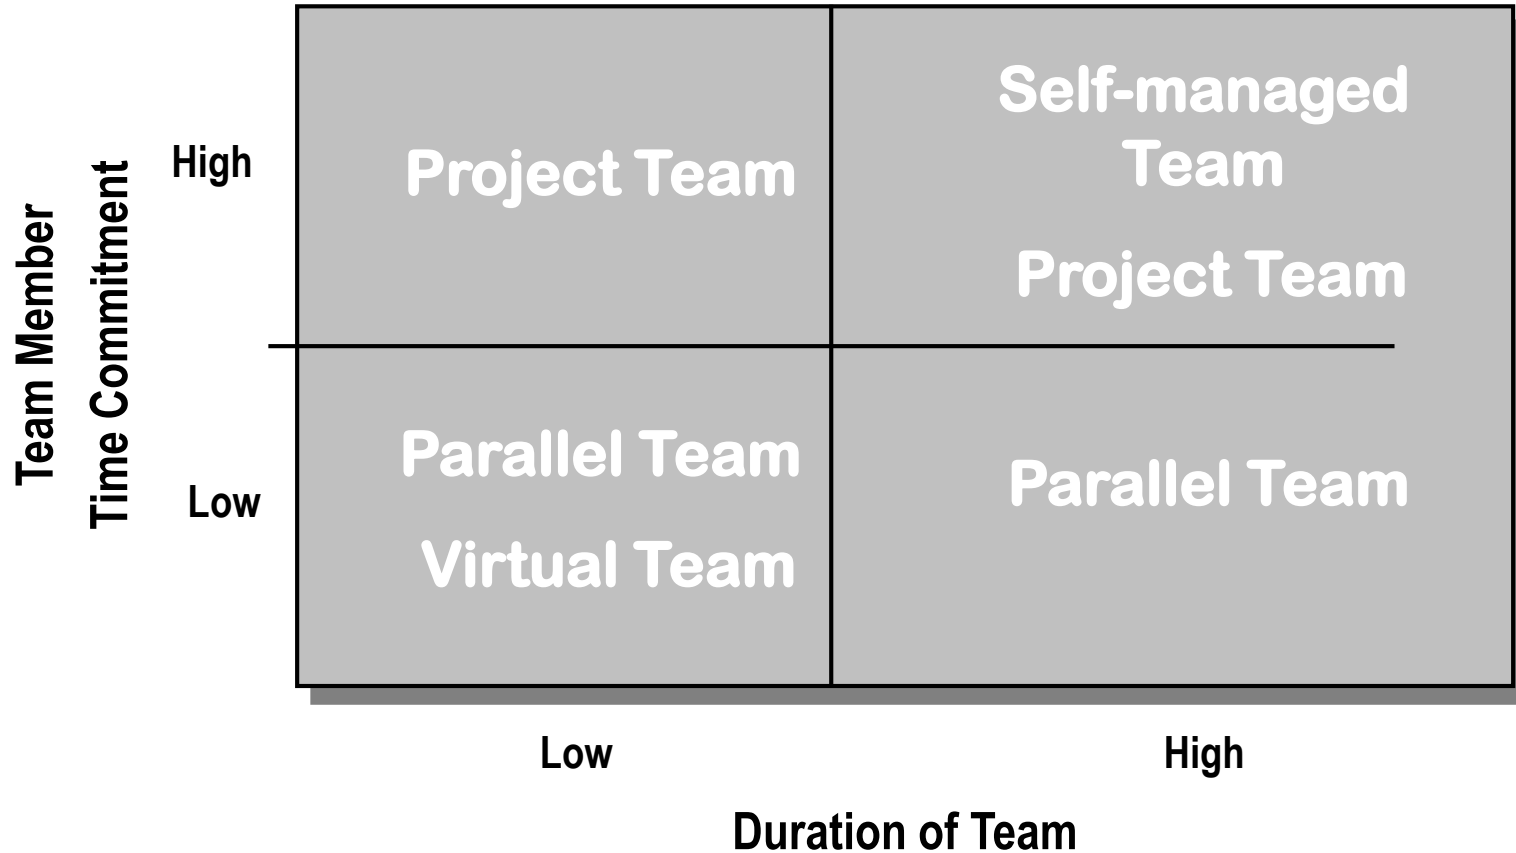 Team Member
Time Commitment
High
Project Team
Self-managed
Team
Project Team
Low
Parallel Team
Virtual Team
Parallel Team
Low
High
Duration of Team